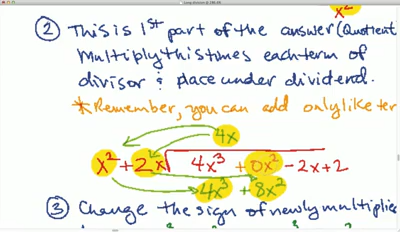 x²
② This is 1st part of the answer (Quotient
Multiply this times each term of
divisor & place under dividend.
*Remember, you can add only like ter
4x
x² + 2x √ 4x³ + 0x² - 2x + 2
4x³ + 8x²
③ Change the sign of newly multiplie